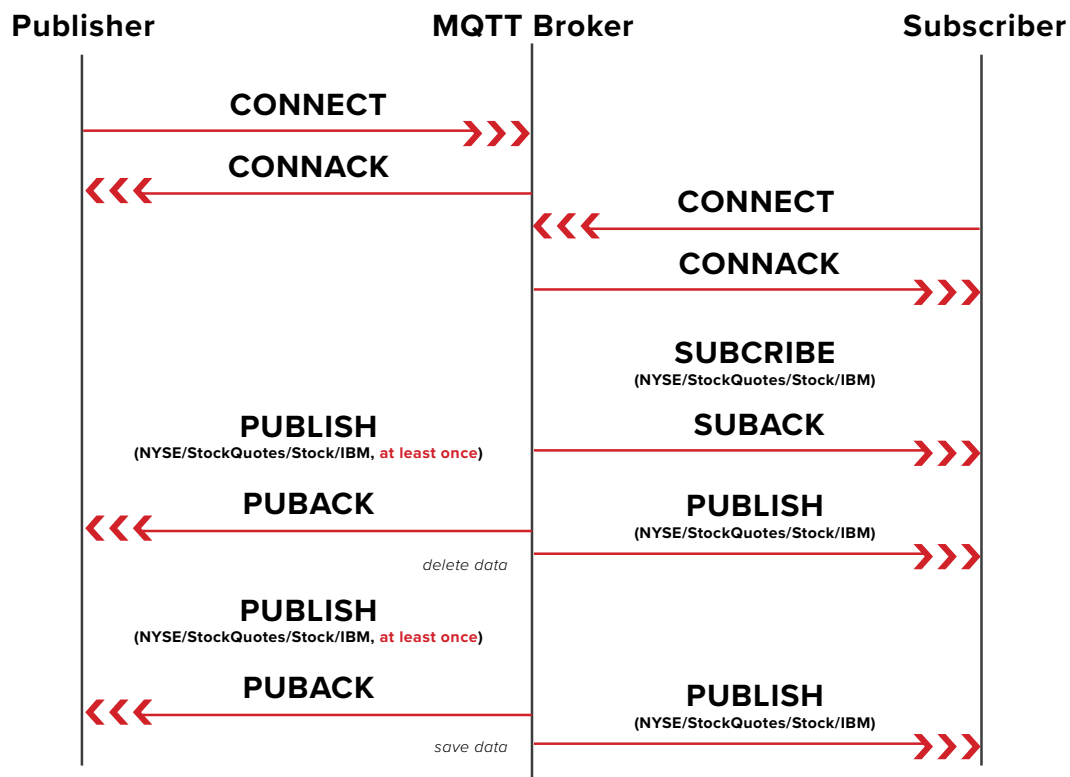 Publisher
MQTT Broker
Subscriber
CONNECT
CONNACK
CONNECT
CONNACK
SUBCRIBE
(NYSE/StockQuotes/Stock/IBM)
PUBLISH
(NYSE/StockQuotes/Stock/IBM, at least once)
SUBACK
PUBACK
PUBLISH
(NYSE/StockQuotes/Stock/IBM)
delete data
PUBLISH
(NYSE/StockQuotes/Stock/IBM, at least once)
PUBACK
PUBLISH
(NYSE/StockQuotes/Stock/IBM)
save data